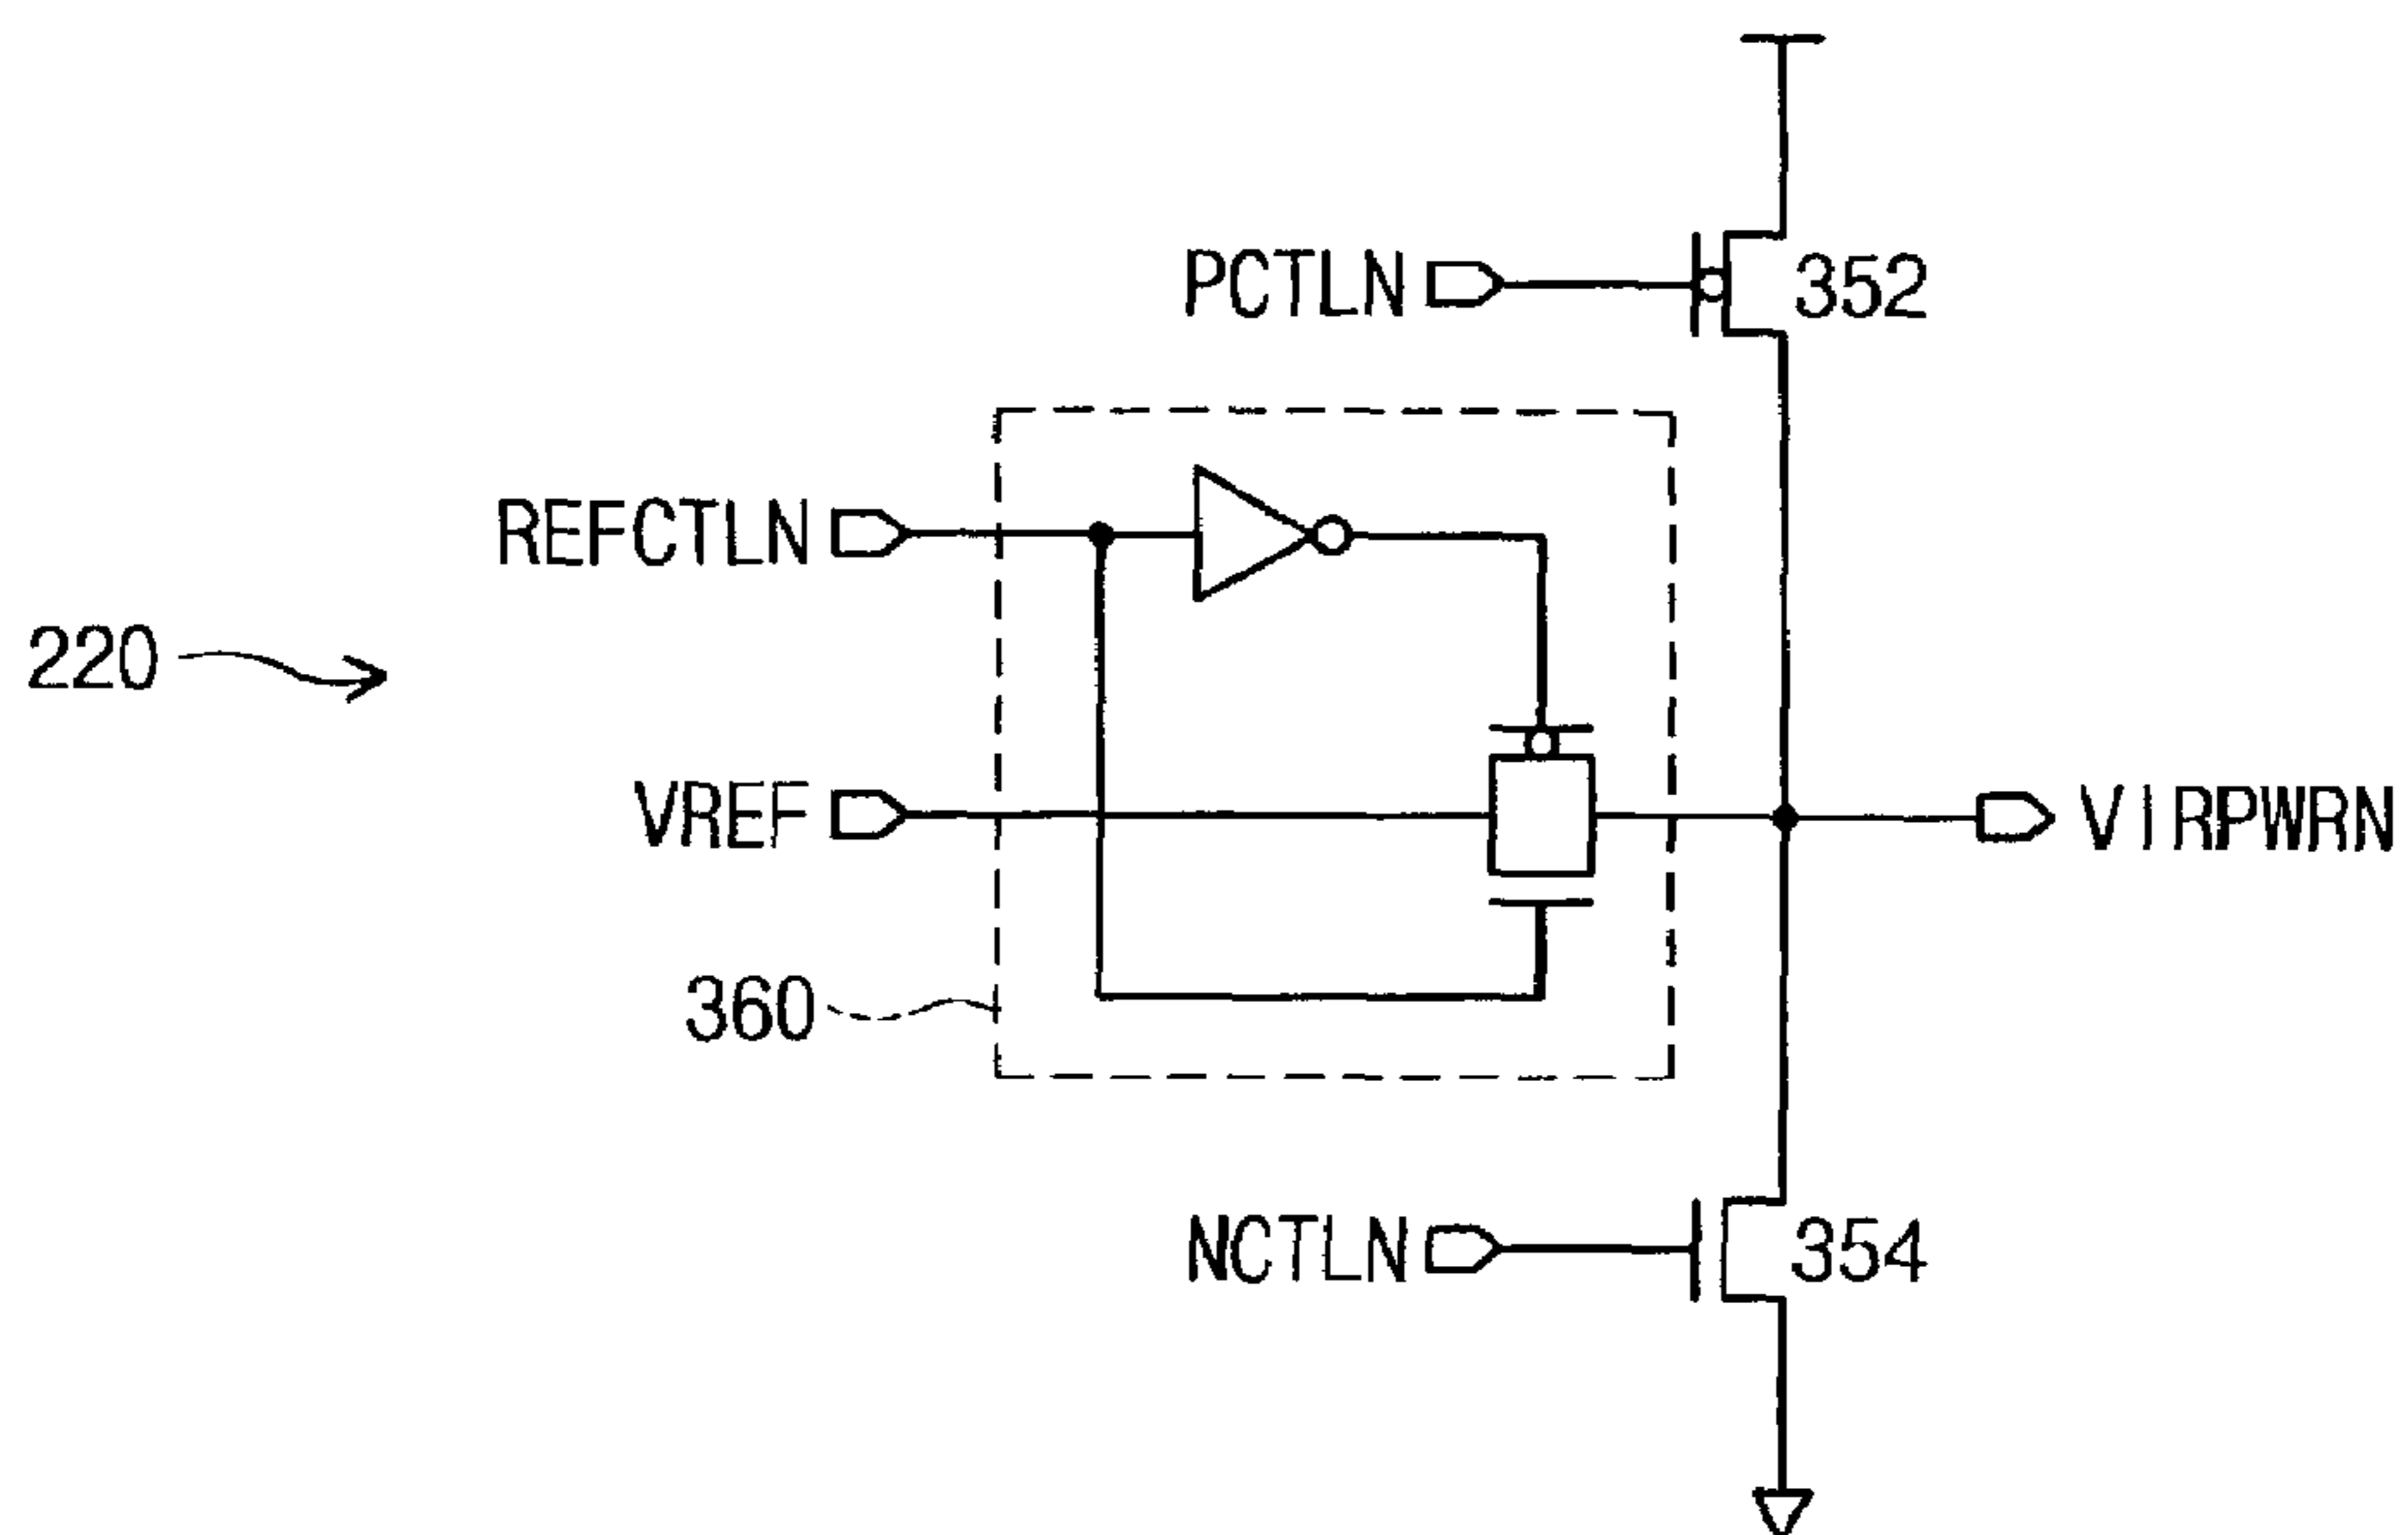 PCTLN
352
REFCTLN
220
VREF
VIRPWRN
360
NCTLN
354